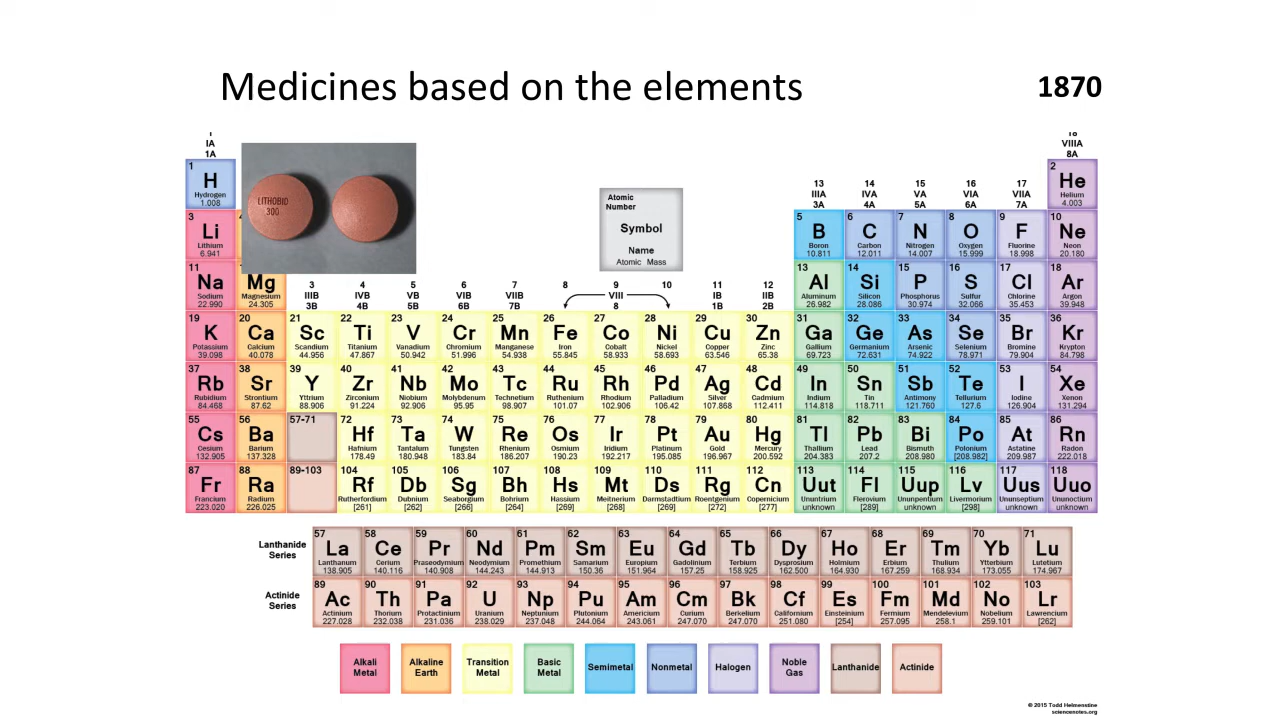 Medicines based on the elements
1870
IA
1A
18
VIIIA
8A
LITHOBID
300
1
H
Hydrogen
1.008
2
He
Helium
4.003
Atomic
Number
Symbol
Name
Atomic Mass
13
IIIA
3A
14
IVA
4A
15
VA
5A
16
VIA
6A
17
VIIA
7A
3
Li
Lithium
6.941
5
B
Boron
10.811
6
C
Carbon
12.011
7
N
Nitrogen
14.007
8
O
Oxygen
15.999
9
F
Fluorine
18.998
10
Ne
Neon
20.180
11
Na
Sodium
22.990
Mg
Magnesium
24.305
3
IIIB
3B
4
IVB
4B
5
VB
5B
6
VIB
6B
7
VIIB
7B
8
9
10
VIII
8
11
IB
1B
12
IIB
2B
13
Al
Aluminum
26.982
14
Si
Silicon
28.086
15
P
Phosphorus
30.974
16
S
Sulfur
32.066
17
Cl
Chlorine
35.453
18
Ar
Argon
39.948
19
K
Potassium
39.098
20
Ca
Calcium
40.078
21
Sc
Scandium
44.956
22
Ti
Titanium
47.867
23
V
Vanadium
50.942
24
Cr
Chromium
51.996
25
Mn
Manganese
54.938
26
Fe
Iron
55.845
27
Co
Cobalt
58.933
28
Ni
Nickel
58.693
29
Cu
Copper
63.546
30
Zn
Zinc
65.38
31
Ga
Gallium
69.723
32
Ge
Germanium
72.631
33
As
Arsenic
74.922
34
Se
Selenium
78.971
35
Br
Bromine
79.904
36
Kr
Krypton
84.798
37
Rb
Rubidium
84.468
38
Sr
Strontium
87.62
39
Y
Yttrium
88.906
40
Zr
Zirconium
91.224
41
Nb
Niobium
92.906
42
Mo
Molybdenum
95.95
43
Tc
Technetium
98.907
44
Ru
Ruthenium
101.07
45
Rh
Rhodium
102.906
46
Pd
Palladium
106.42
47
Ag
Silver
107.868
48
Cd
Cadmium
112.411
49
In
Indium
114.818
50
Sn
Tin
118.711
51
Sb
Antimony
121.760
52
Te
Tellurium
127.6
53
I
Iodine
126.904
54
Xe
Xenon
131.294
55
Cs
Cesium
132.905
56
Ba
Barium
137.328
57-71
72
Hf
Hafnium
178.49
73
Ta
Tantalum
180.948
74
W
Tungsten
183.84
75
Re
Rhenium
186.207
76
Os
Osmium
190.23
77
Ir
Iridium
192.217
78
Pt
Platinum
195.085
79
Au
Gold
196.967
80
Hg
Mercury
200.592
81
Tl
Thallium
204.383
82
Pb
Lead
207.2
83
Bi
Bismuth
208.980
84
Po
Polonium
[208.982]
85
At
Astatine
209.987
86
Rn
Radon
222.018
87
Fr
Francium
223.020
88
Ra
Radium
226.025
89-103
104
Rf
Rutherfordium
[261]
105
Db
Dubnium
[262]
106
Sg
Seaborgium
[266]
107
Bh
Bohrium
[264]
108
Hs
Hassium
[269]
109
Mt
Meitnerium
[268]
110
Ds
Darmstadtium
[269]
111
Rg
Roentgenium
[272]
112
Cn
Copernicium
[277]
113
Uut
Ununtrium
unknown
114
Fl
Flerovium
[289]
115
Uup
Ununpentium
unknown
116
Lv
Livermorium
[298]
117
Uus
Ununseptium
unknown
118
Uuo
Ununoctium
unknown
Lanthanide
Series
57
La
Lanthanum
138.905
58
Ce
Cerium
140.116
59
Pr
Praseodymium
140.908
60
Nd
Neodymium
144.243
61
Pm
Promethium
144.913
62
Sm
Samarium
150.36
63
Eu
Europium
151.964
64
Gd
Gadolinium
157.25
65
Tb
Terbium
158.925
66
Dy
Dysprosium
162.500
67
Ho
Holmium
164.930
68
Er
Erbium
167.259
69
Tm
Thulium
168.934
70
Yb
Ytterbium
173.055
71
Lu
Lutetium
174.967
Actinide
Series
89
Ac
Actinium
227.028
90
Th
Thorium
232.038
91
Pa
Protactinium
231.036
92
U
Uranium
238.029
93
Np
Neptunium
237.048
94
Pu
Plutonium
244.064
95
Am
Americium
243.061
96
Cm
Curium
247.070
97
Bk
Berkelium
247.070
98
Cf
Californium
251.080
99
Es
Einsteinium
[254]
100
Fm
Fermium
257.095
101
Md
Mendelevium
258.1
102
No
Nobelium
259.101
103
Lr
Lawrencium
[262]
Alkali
Metal
Alkaline
Earth
Transition
Metal
Basic
Metal
Semimetal
Nonmetal
Halogen
Noble
Gas
Lanthanide
Actinide
© 2015 Todd Helmenstine
sciencenotes.org